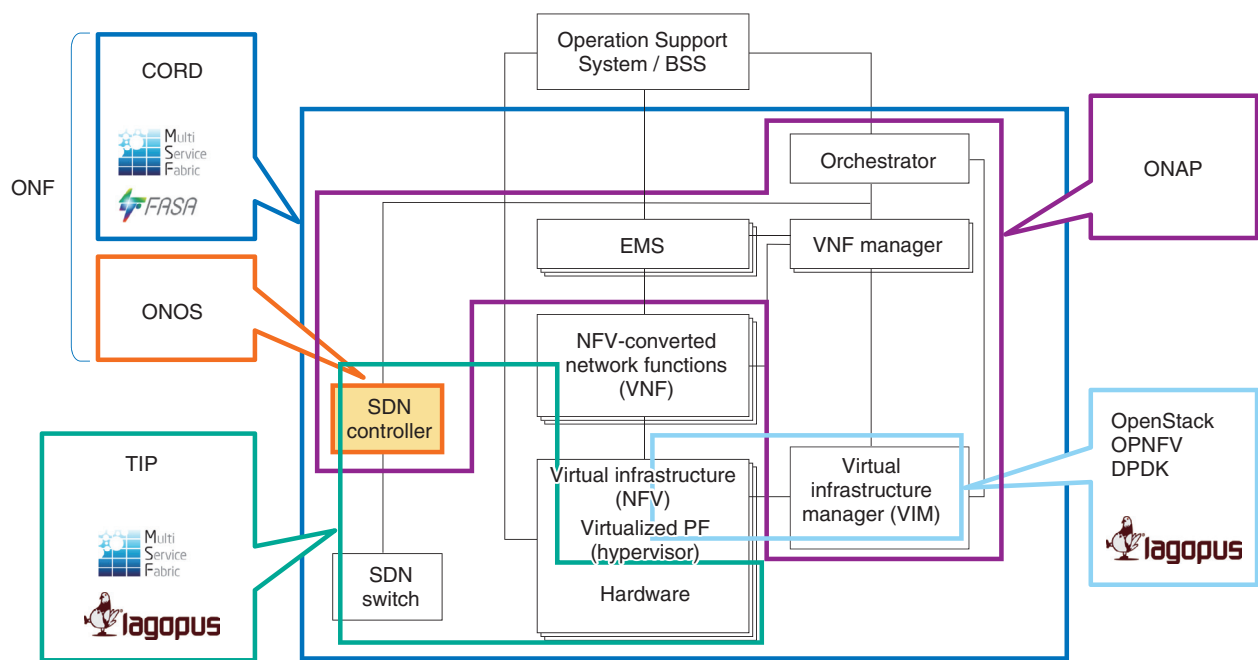 ONF
CORD
Multi
Service
Fabric
FASA
ONOS
TIP
Multi
Service
Fabric
lagopus
Operation Support
System / BSS
Orchestrator
EMS
VNF manager
NFV-converted
network functions
(VNF)
SDN
controller
Virtual infrastructure
(NFV)
Virtualized PF
(hypervisor)
Hardware
Virtual
infrastructure
manager (VIM)
SDN
switch
ONAP
OpenStack
OPNFV
DPDK
lagopus